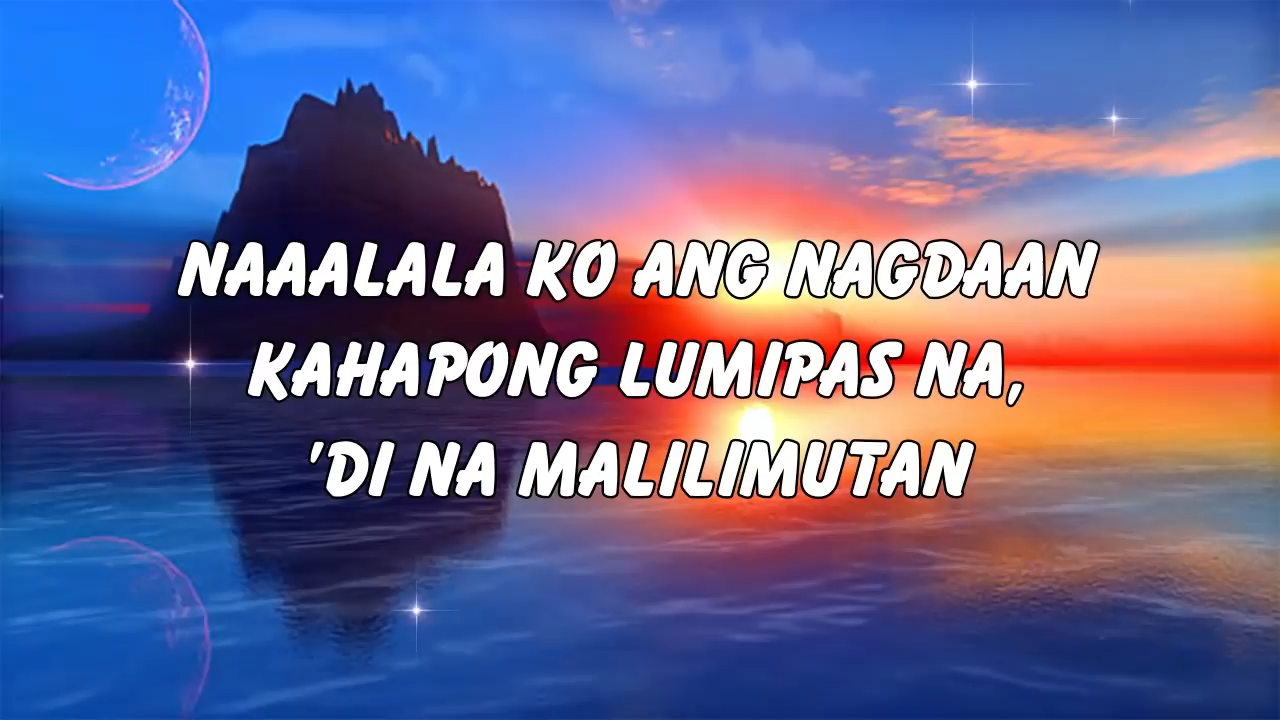 NAAALALA KO ANG NAGDAAN
KAHAPONG LUMIPAS NA,
'DI NA MALILIMUTAN